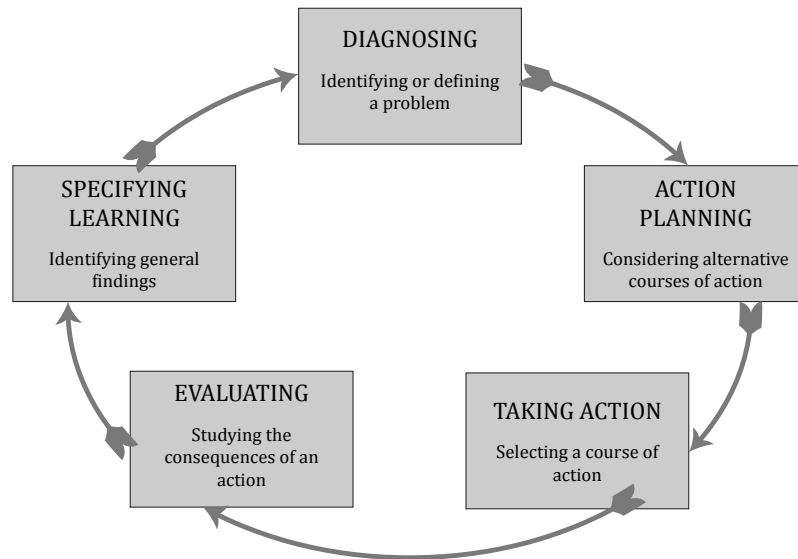 DIAGNOSING
Identifying or defining
a problem
ACTION
PLANNING
Considering alternative
courses of action
TAKING ACTION
Selecting a course of
action
EVALUATING
Studying the
consequences of an
action
SPECIFYING
LEARNING
Identifying general
findings